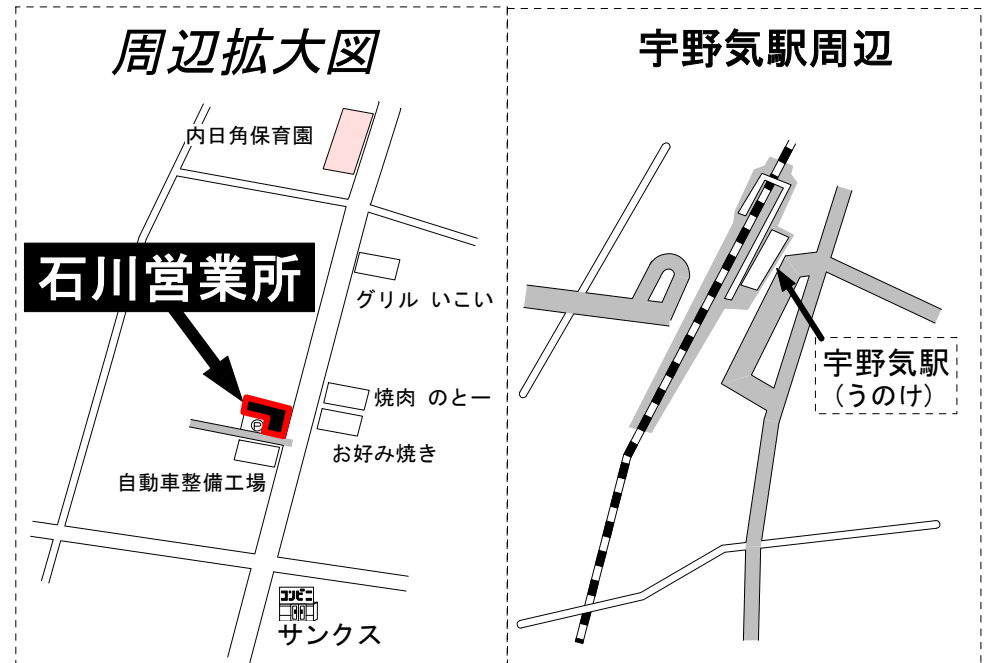 周辺拡大図
内日角保育園
石川営業所
グリル いこい
焼肉 のとー
お好み焼き
Ⓟ
自動車整備工場
コンビニ
サンクス
宇野気駅周辺
宇野気駅
(うのけ)